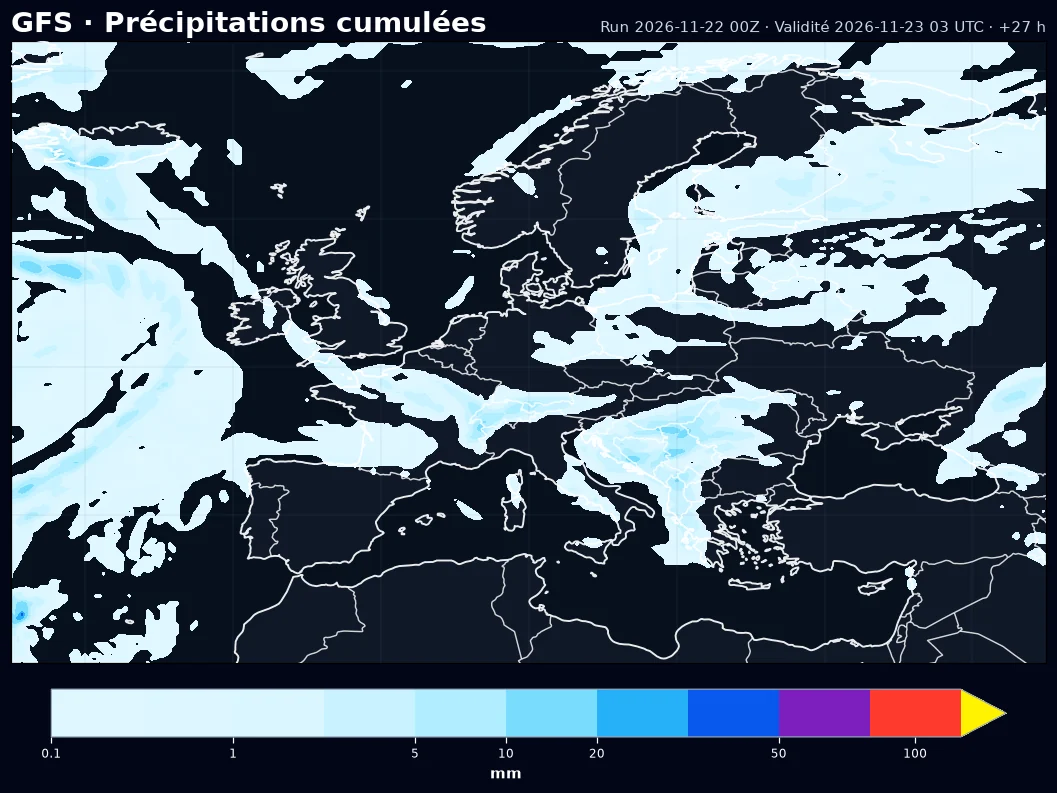 GFS · Précipitations cumulées
Run 2026-11-22 00Z · Validité 2026-11-23 03 UTC · +27 h
0.1 1 5 10 20 50 100
mm